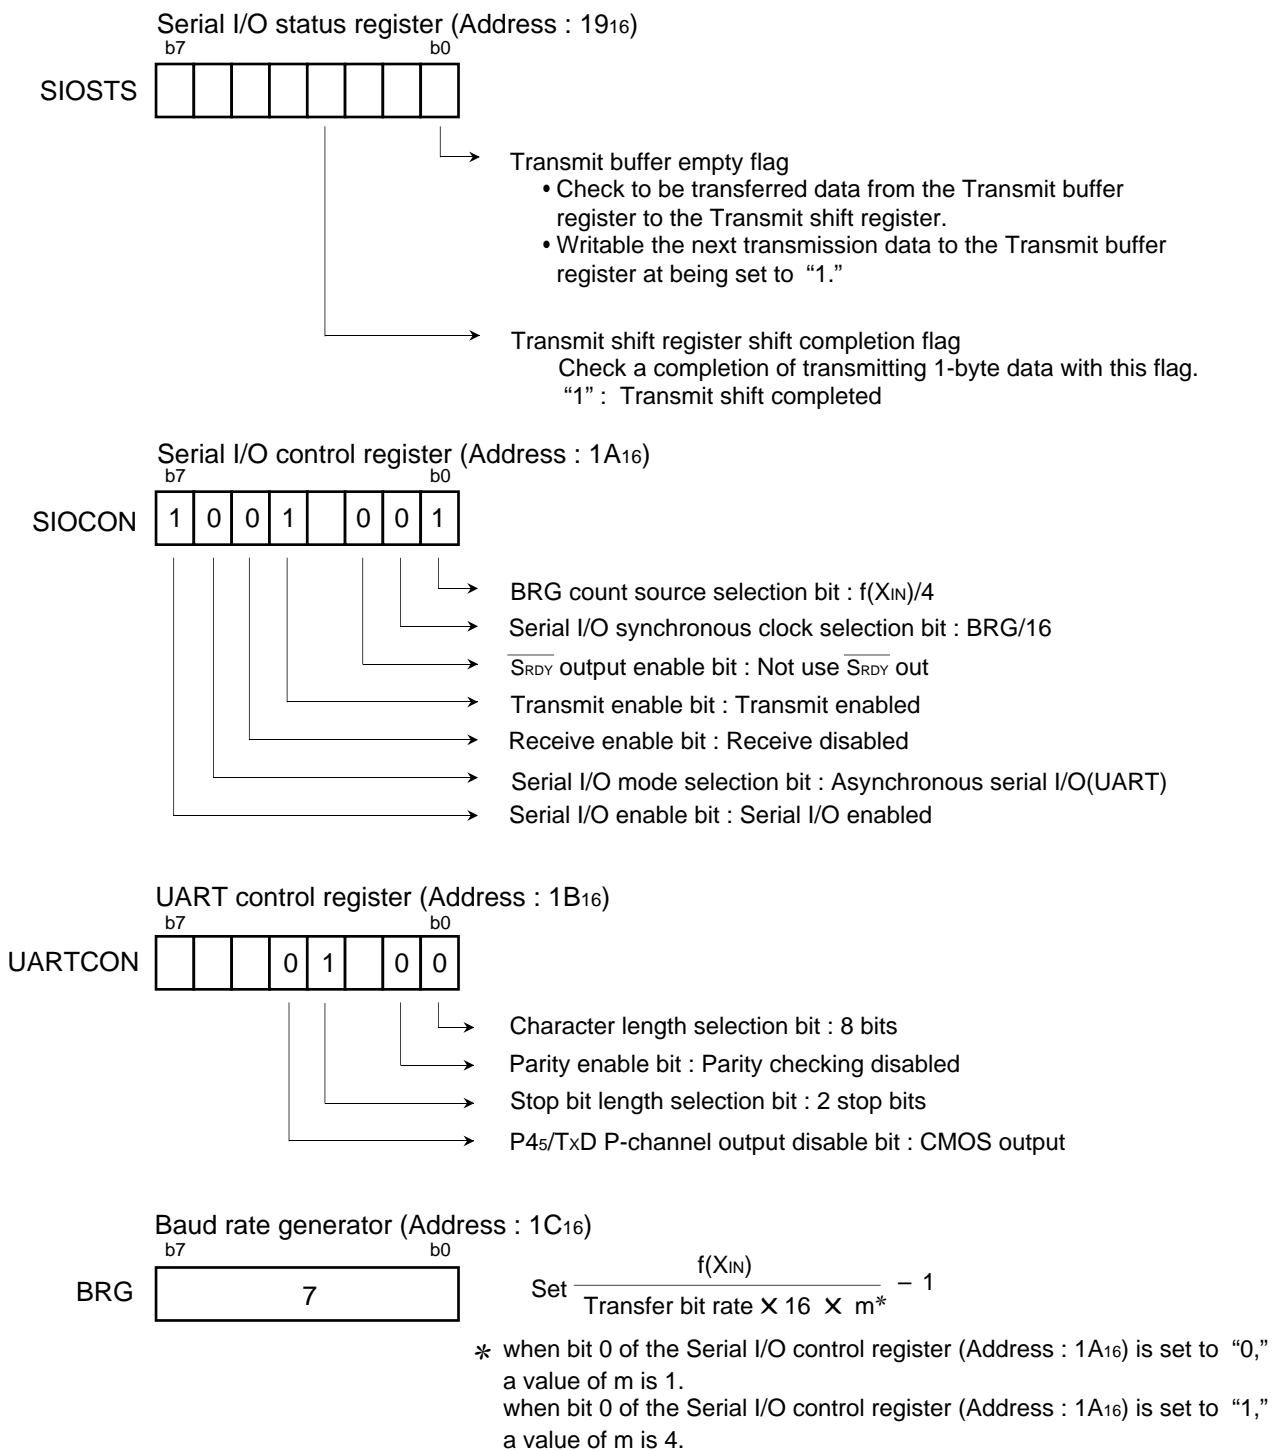 Serial I/O status register (Address : 1916)
b7 b0
SIOSTS
Transmit buffer empty flag
• Check to be transferred data from the Transmit buffer
register to the Transmit shift register.
• Writable the next transmission data to the Transmit buffer
register at being set to “1.”
Transmit shift register shift completion flag
Check a completion of transmitting 1-byte data with this flag.
“1” : Transmit shift completed
Serial I/O control register (Address : 1A16)
b7 b0
SIOCON 1 0 0 1 0 0 1
BRG count source selection bit : f(XIN)/4
Serial I/O synchronous clock selection bit : BRG/16
SRDY output enable bit : Not use SRDY out
Transmit enable bit : Transmit enabled
Receive enable bit : Receive disabled
Serial I/O mode selection bit : Asynchronous serial I/O(UART)
Serial I/O enable bit : Serial I/O enabled
UART control register (Address : 1B16)
b7 b0
UARTCON 0 1 0 0
Character length selection bit : 8 bits
Parity enable bit : Parity checking disabled
Stop bit length selection bit : 2 stop bits
P45/TxD P-channel output disable bit : CMOS output
Baud rate generator (Address : 1C16)
b7 b0
BRG 7
f(XIN)
Set – 1
Transfer bit rate × 16 × m*
* when bit 0 of the Serial I/O control register (Address : 1A16) is set to “0,”
a value of m is 1.
when bit 0 of the Serial I/O control register (Address : 1A16) is set to “1,”
a value of m is 4.